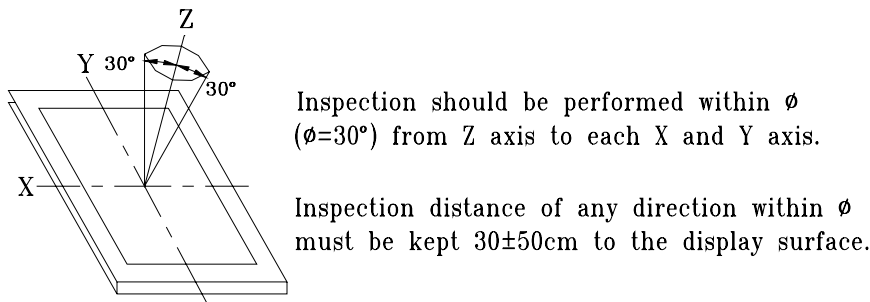 Z
Y 30°
30°
X
Inspection should be performed within ø
(ø=30°) from Z axis to each X and Y axis.
Inspection distance of any direction within ø
must be kept 30±50cm to the display surface.